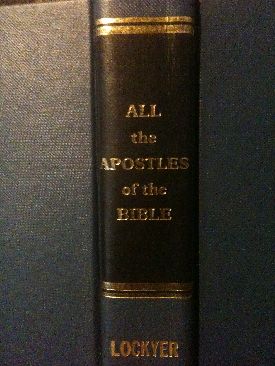 ALL
the
APOSTLES
of the
BIBLE
LOCKYER